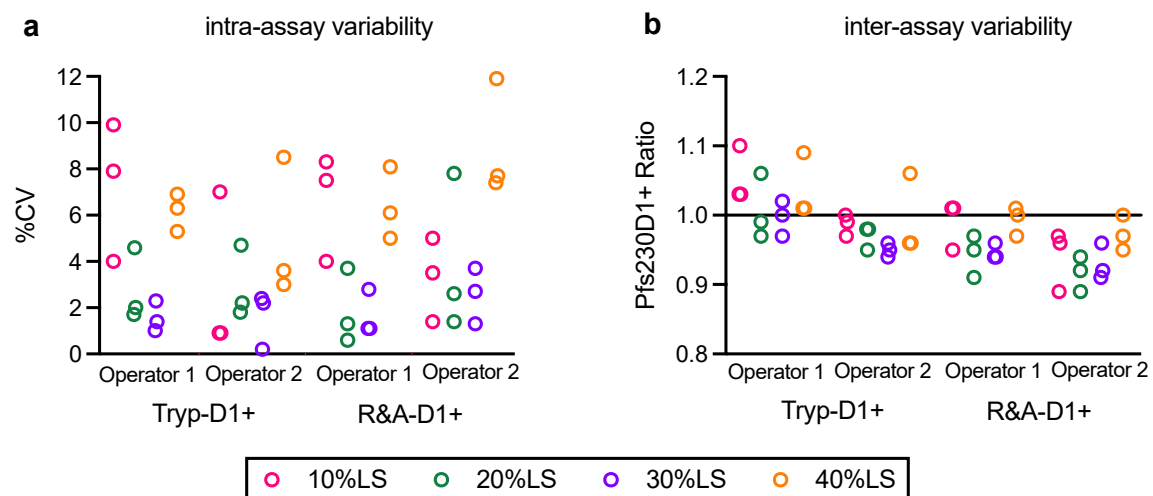 a
intra-assay variability
%CV
12
10
8
6
4
2
0
Operator 1 Operator 2 Operator 1 Operator 2
Tryp-D1+ R&A-D1+
b
inter-assay variability
Pfs230D1+ Ratio
1.2
1.1
1.0
0.9
0.8
Operator 1 Operator 2 Operator 1 Operator 2
Tryp-D1+ R&A-D1+
10%LS 20%LS 30%LS 40%LS